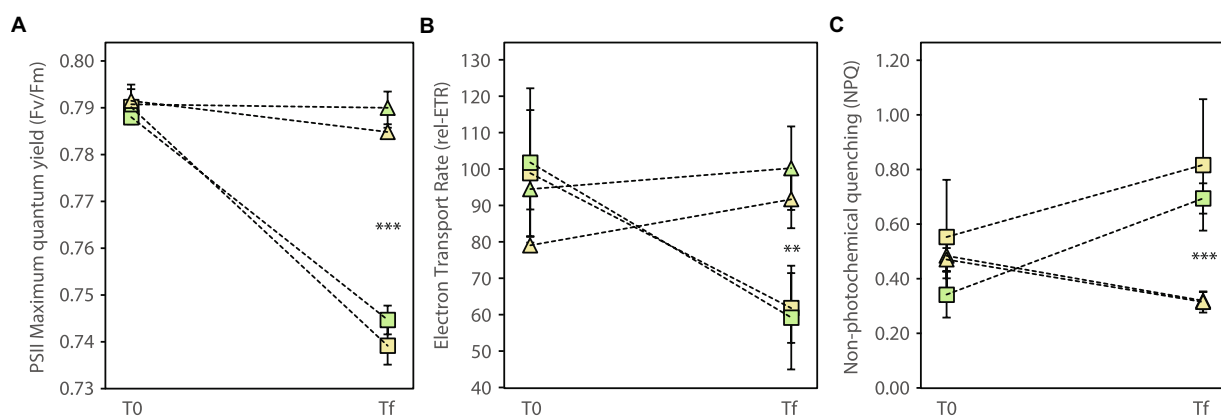 A
PSII Maximum quantum yield (Fv/Fm)
0.80
0.79
0.78
0.77
0.76
0.75
0.74
0.73
***
T0
Tf
B
Electron Transport Rate (rel-ETR)
130
120
110
100
90
80
70
60
50
40
**
T0
Tf
C
Non-photochemical quenching (NPQ)
1.20
1.00
0.80
0.60
0.40
0.20
0.00
***
T0
Tf